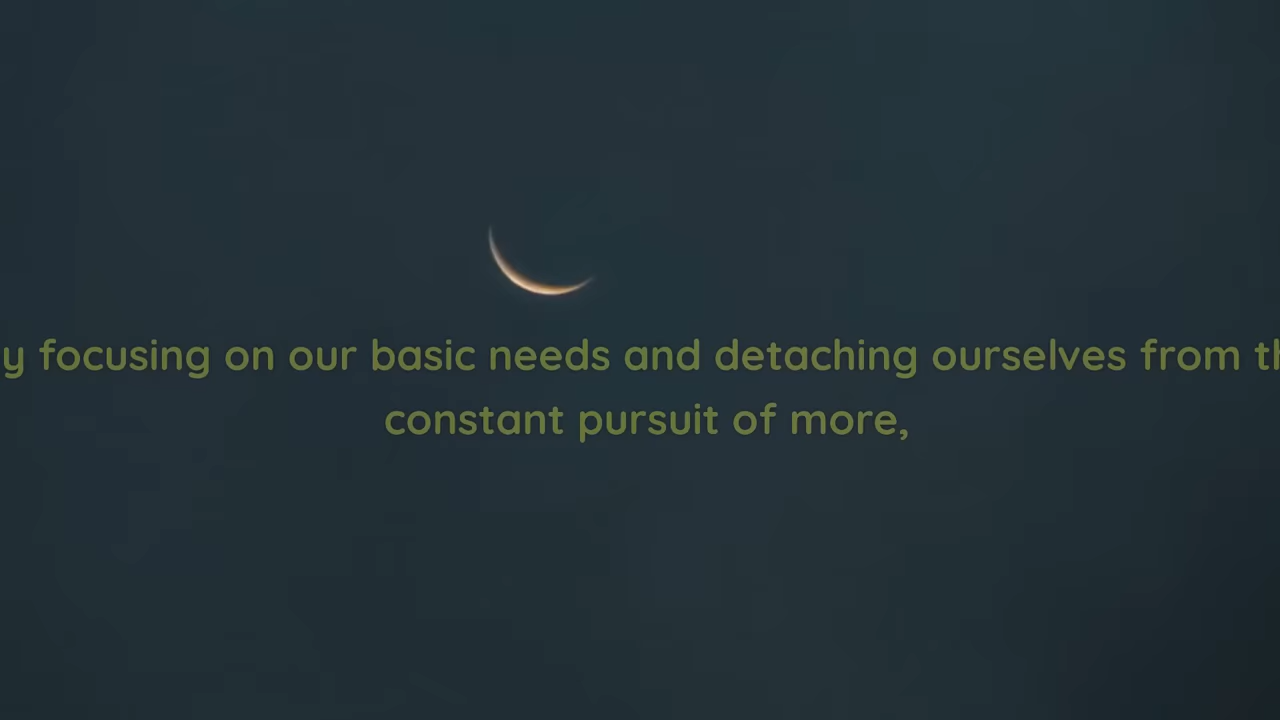 y focusing on our basic needs and detaching ourselves from th
constant pursuit of more,